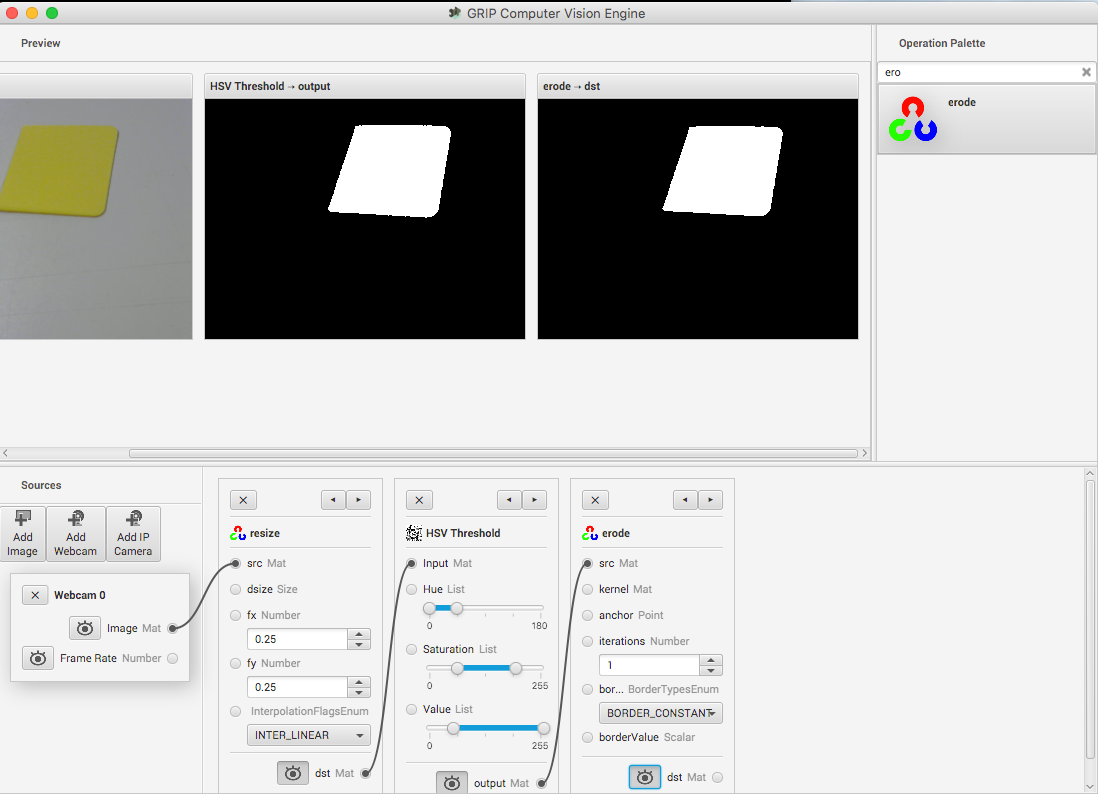 GRIP Computer Vision Engine
Preview
Operation Palette
ero
erode
HSV Threshold → output
erode → dst
Sources
Add Image
Add Webcam
Add IP Camera
Webcam 0
Image Mat
Frame Rate Number
resize
src Mat
dsize Size
fx Number
0.25
fy Number
0.25
InterpolationFlagsEnum
INTER_LINEAR
dst Mat
HSV Threshold
Input Mat
Hue List
0 180
Saturation List
0 255
Value List
0 255
output Mat
erode
src Mat
kernel Mat
anchor Point
iterations Number
1
bor... BorderTypesEnum
BORDER_CONSTANT
borderValue Scalar
dst Mat